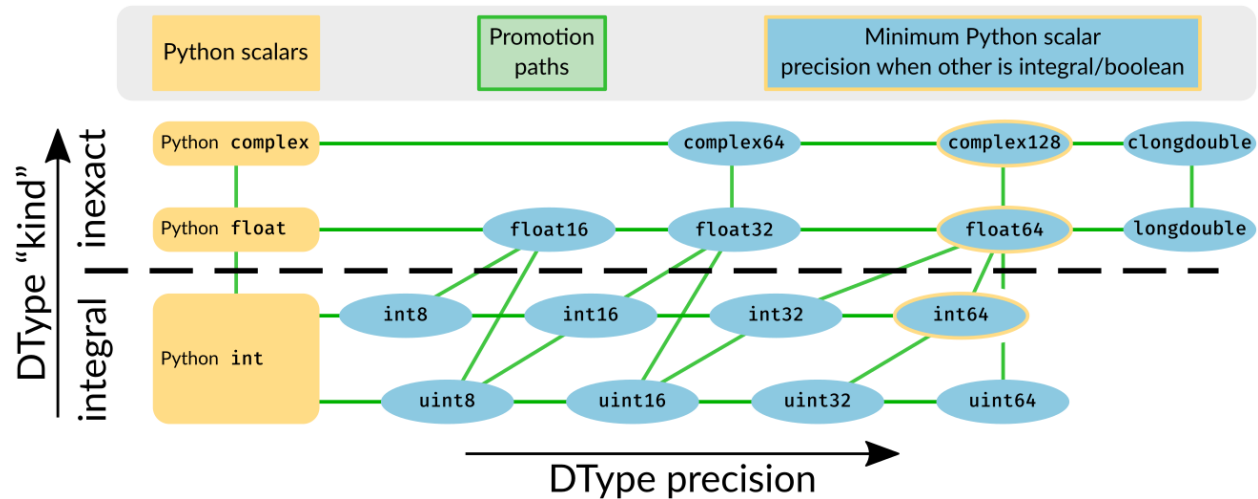 Python scalars
Promotion
paths
Minimum Python scalar
precision when other is integral/boolean
DType “kind”
inexact
integral
Python complex
complex64
complex128
clongdouble
Python float
float16
float32
float64
longdouble
Python int
int8
int16
int32
int64
uint8
uint16
uint32
uint64
DType precision